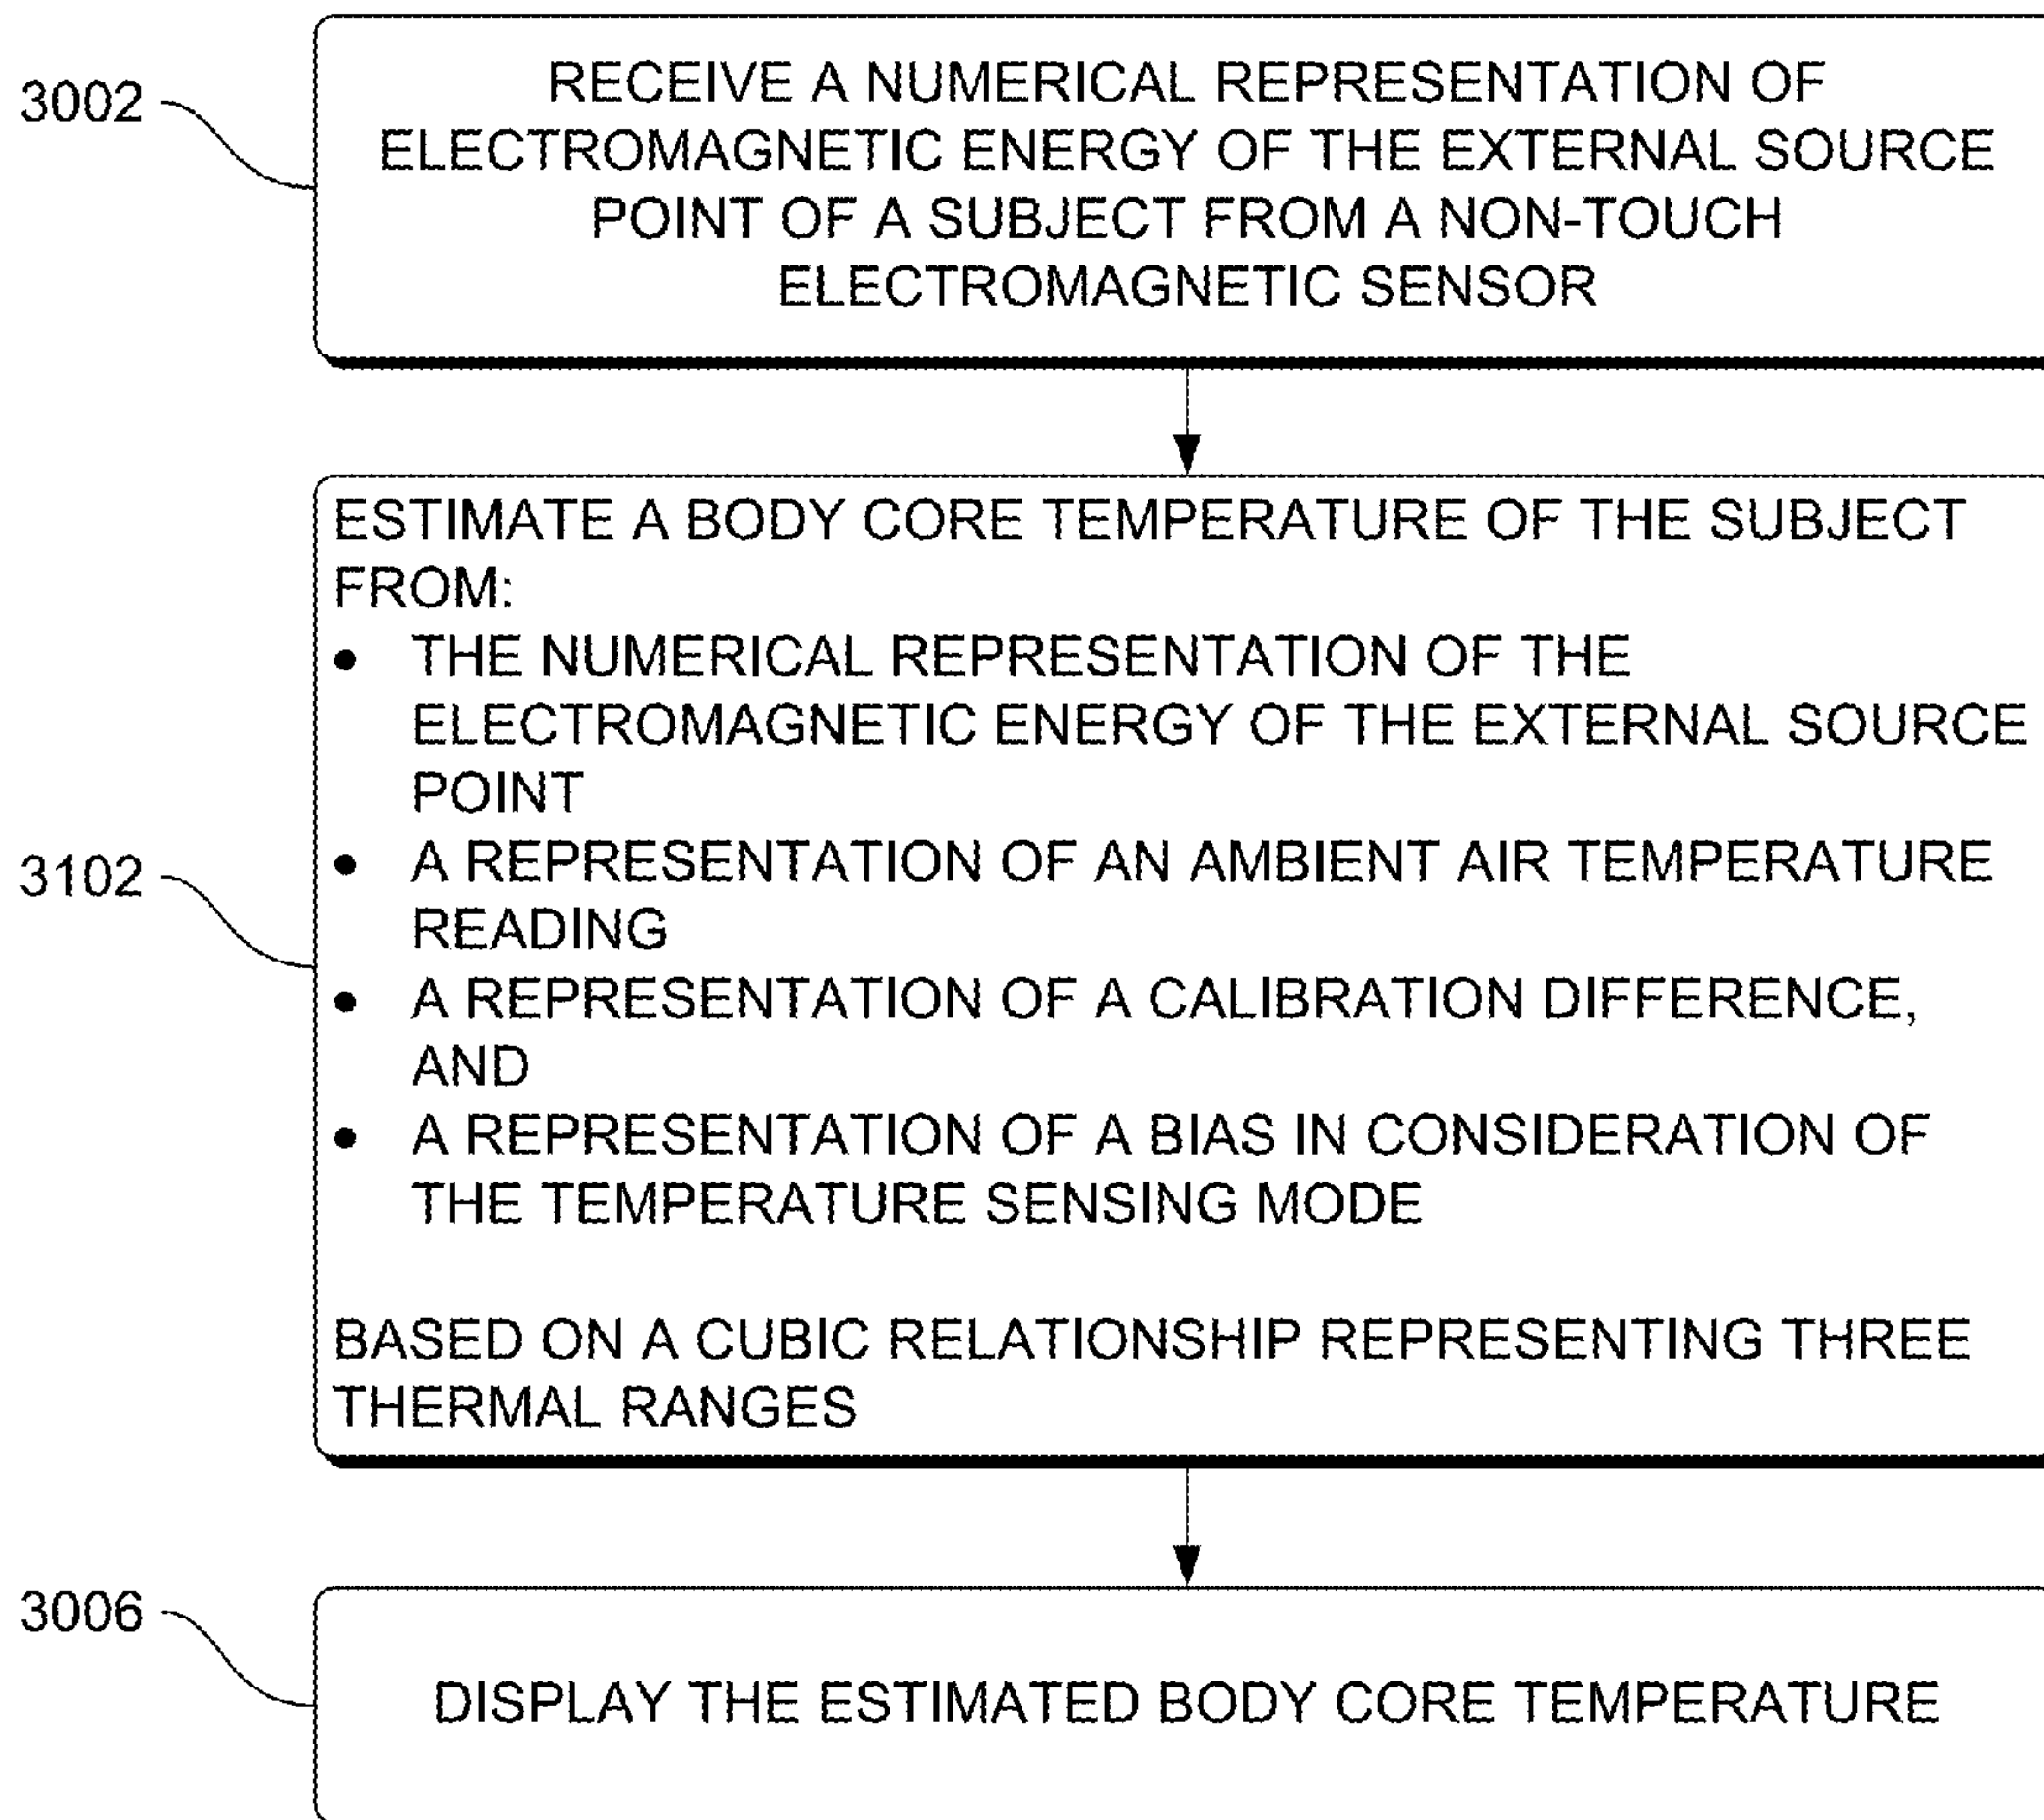 3002
RECEIVE A NUMERICAL REPRESENTATION OF
ELECTROMAGNETIC ENERGY OF THE EXTERNAL SOURCE
POINT OF A SUBJECT FROM A NON-TOUCH
ELECTROMAGNETIC SENSOR
3102
ESTIMATE A BODY CORE TEMPERATURE OF THE SUBJECT
FROM:
• THE NUMERICAL REPRESENTATION OF THE
ELECTROMAGNETIC ENERGY OF THE EXTERNAL SOURCE
POINT
• A REPRESENTATION OF AN AMBIENT AIR TEMPERATURE
READING
• A REPRESENTATION OF A CALIBRATION DIFFERENCE,
AND
• A REPRESENTATION OF A BIAS IN CONSIDERATION OF
THE TEMPERATURE SENSING MODE
BASED ON A CUBIC RELATIONSHIP REPRESENTING THREE
THERMAL RANGES
3006
DISPLAY THE ESTIMATED BODY CORE TEMPERATURE